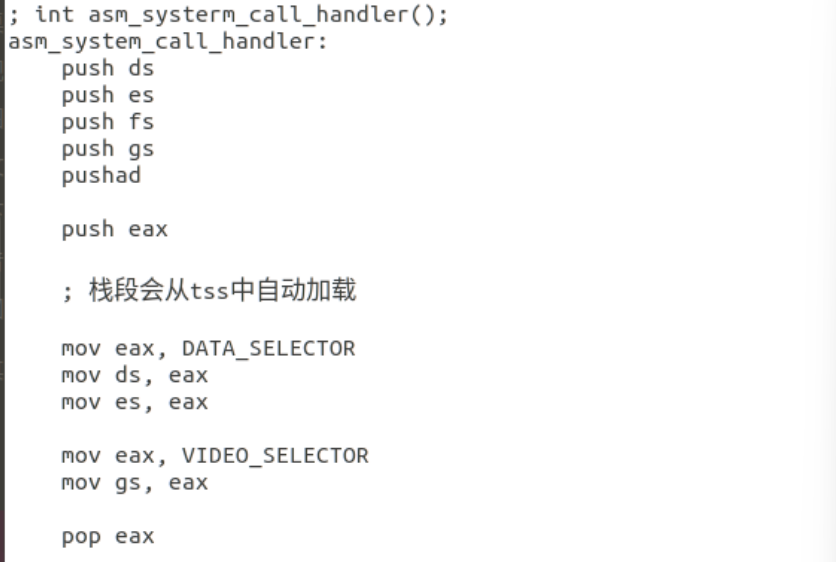 ; int asm_systerm_call_handler();
asm_system_call_handler:
push ds
push es
push fs
push gs
pushad
push eax
; 栈段会从tss中自动加载
mov eax, DATA_SELECTOR
mov ds, eax
mov es, eax
mov eax, VIDEO_SELECTOR
mov gs, eax
pop eax